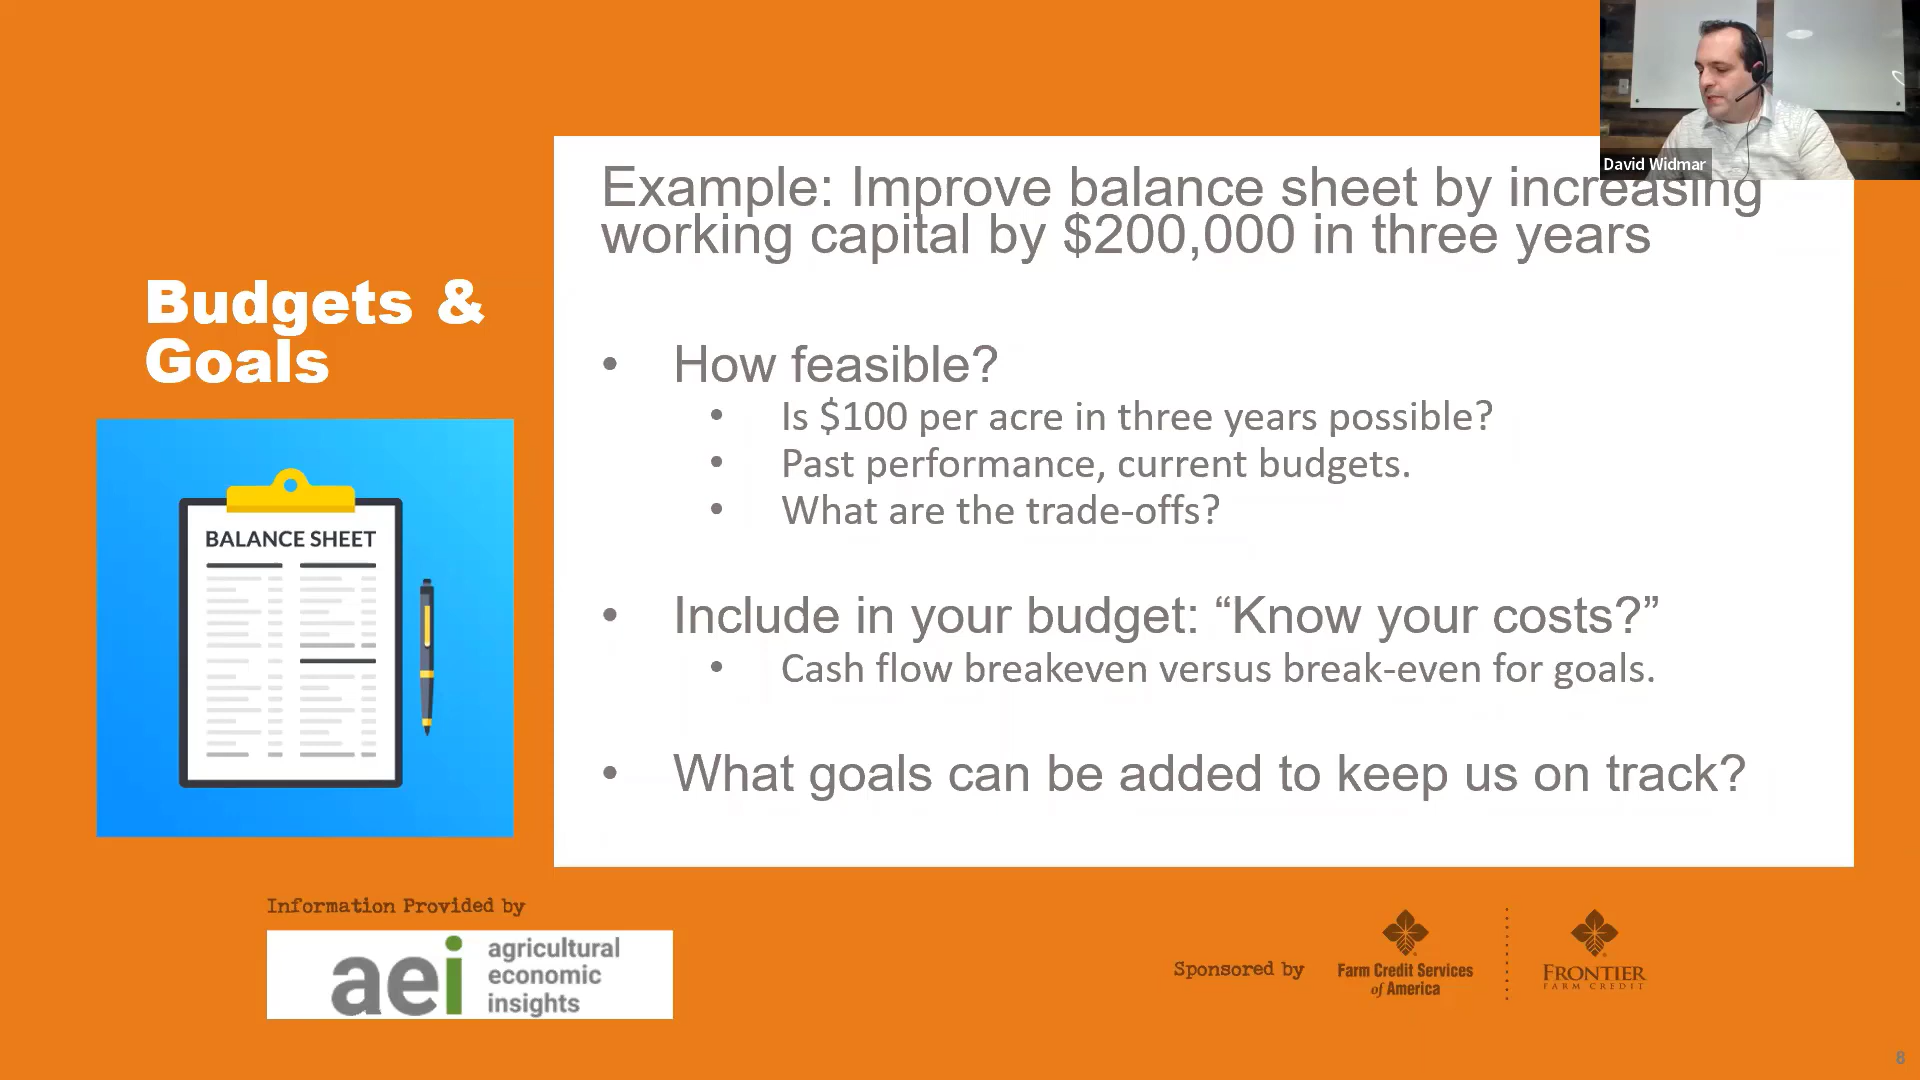 David Widmar
Example: Improve balance sheet by increasing
working capital by $200,000 in three years
Budgets &
Goals
• How feasible?
• Is $100 per acre in three years possible?
• Past performance, current budgets.
• What are the trade-offs?
BALANCE SHEET
• Include in your budget: “Know your costs?”
• Cash flow breakeven versus break-even for goals.
• What goals can be added to keep us on track?
Information Provided by
aei agricultural
economic
insights
Sponsored by
Farm Credit Services
of America
FRONTIER
FARM CREDIT
8